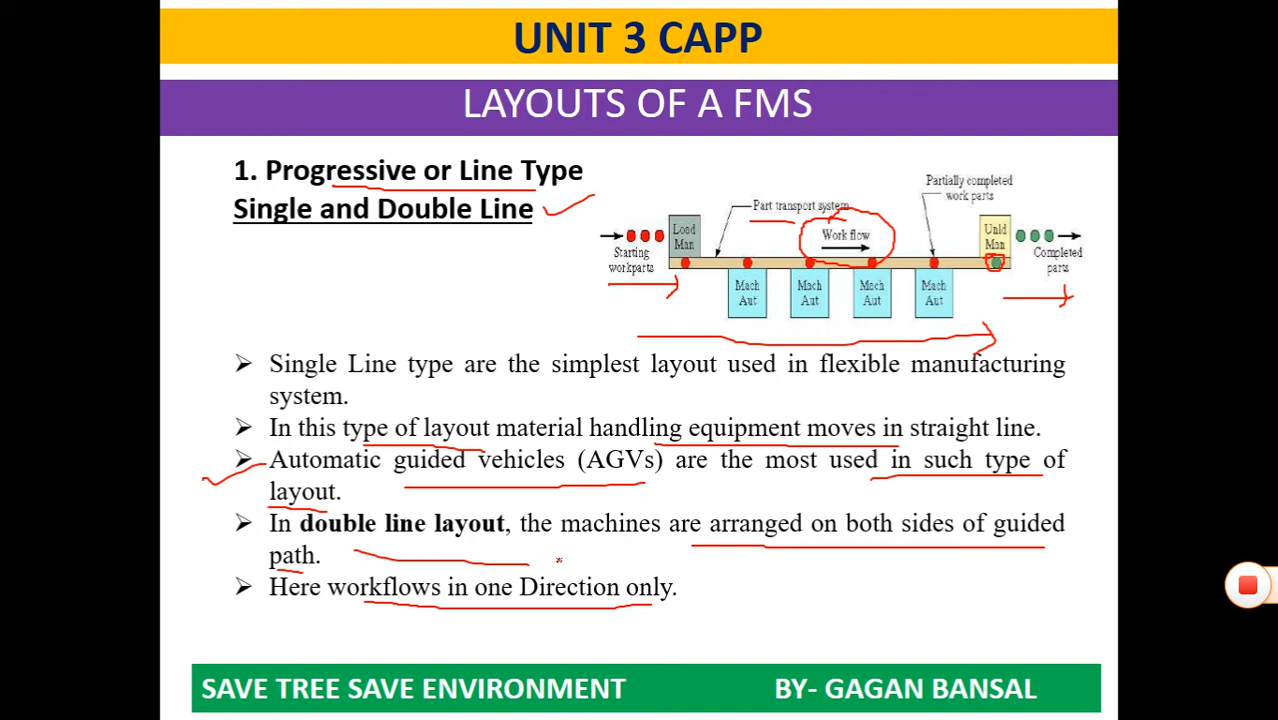 UNIT 3 CAPP
LAYOUTS OF A FMS
1. Progressive or Line Type
Single and Double Line
Partially completed
work parts
Part transport system
Load
Man
Work flow
Unld
Man
Starting
workparts
Completed
parts
Mach
Aut
Mach
Aut
Mach
Aut
Mach
Aut
➢ Single Line type are the simplest layout used in flexible manufacturing
system.
➢ In this type of layout material handling equipment moves in straight line.
➢ Automatic guided vehicles (AGVs) are the most used in such type of
layout.
➢ In double line layout, the machines are arranged on both sides of guided
path.
➢ Here workflows in one Direction only.
SAVE TREE SAVE ENVIRONMENT BY- GAGAN BANSAL